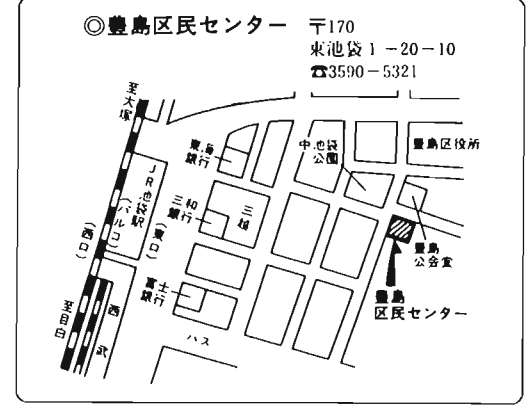 ◎豊島区民センター
〒170
東池袋1-20-10
☎3590-5321
至大塚
東海
銀行
中池袋
公園
豊島区役所
JR池袋駅
(パルコ)
(西口)
(東口)
三和
銀行
三越
豊島
公会堂
豊島
区民センター
富士
銀行
至目白
西武
バス